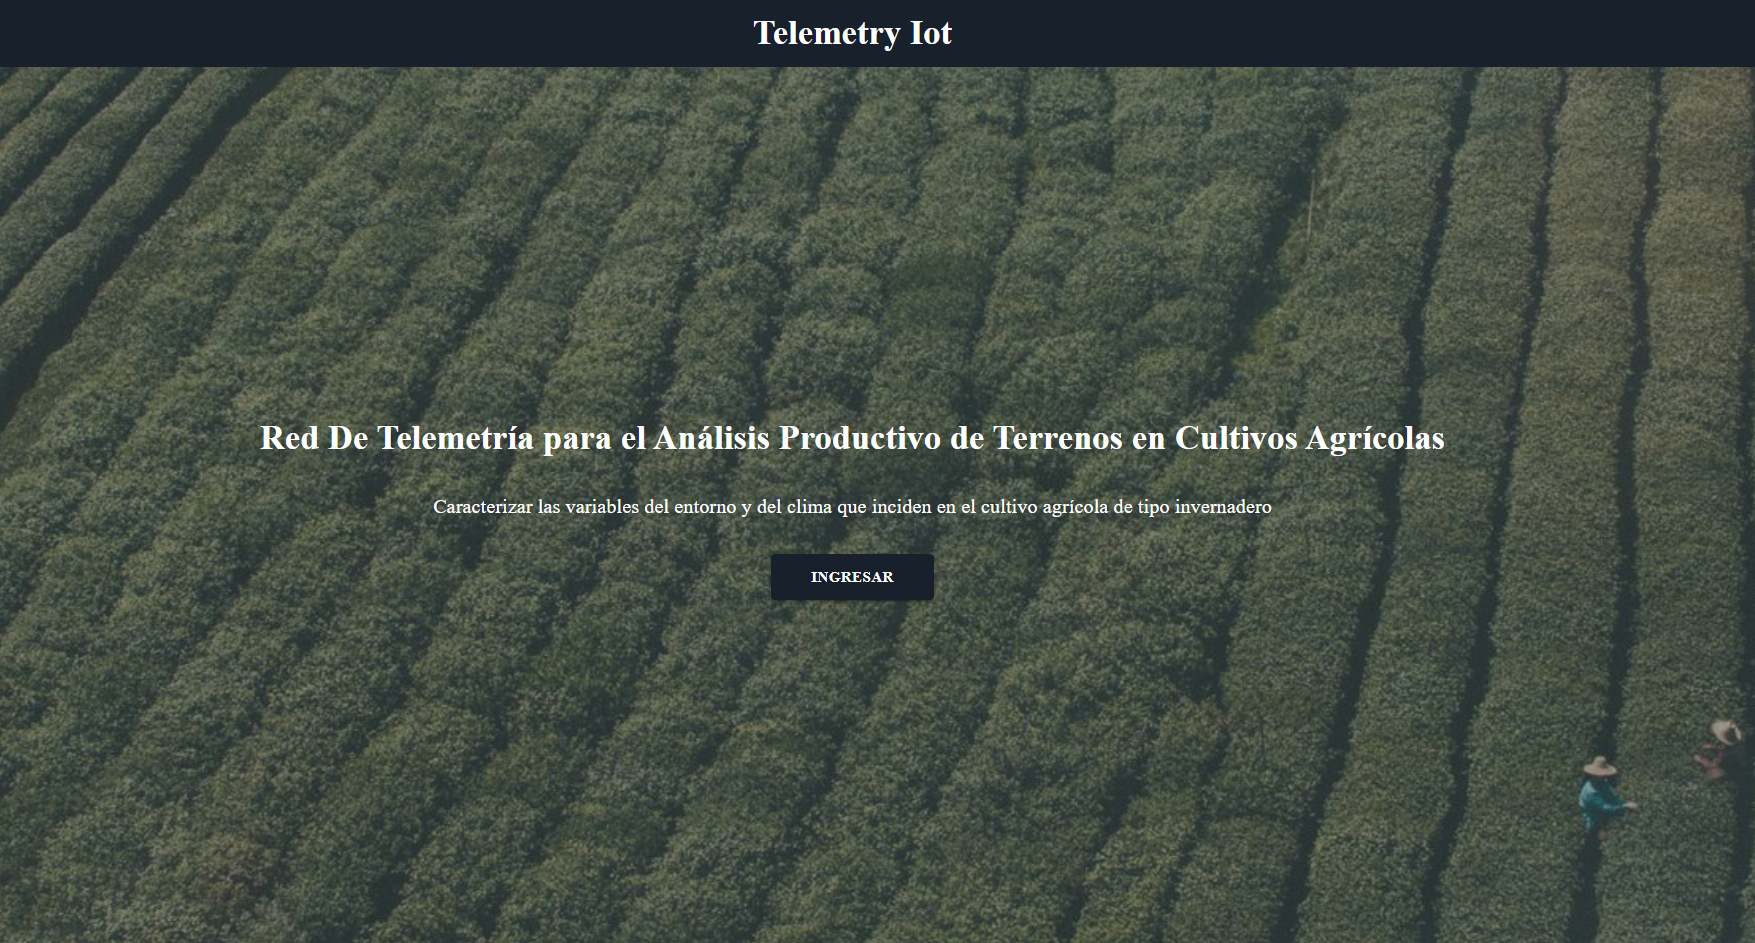 Telemetry Iot
Red De Telemetría para el Análisis Productivo de Terrenos en Cultivos Agrícolas
Caracterizar las variables del entorno y del clima que inciden en el cultivo agrícola de tipo invernadero
INGRESAR